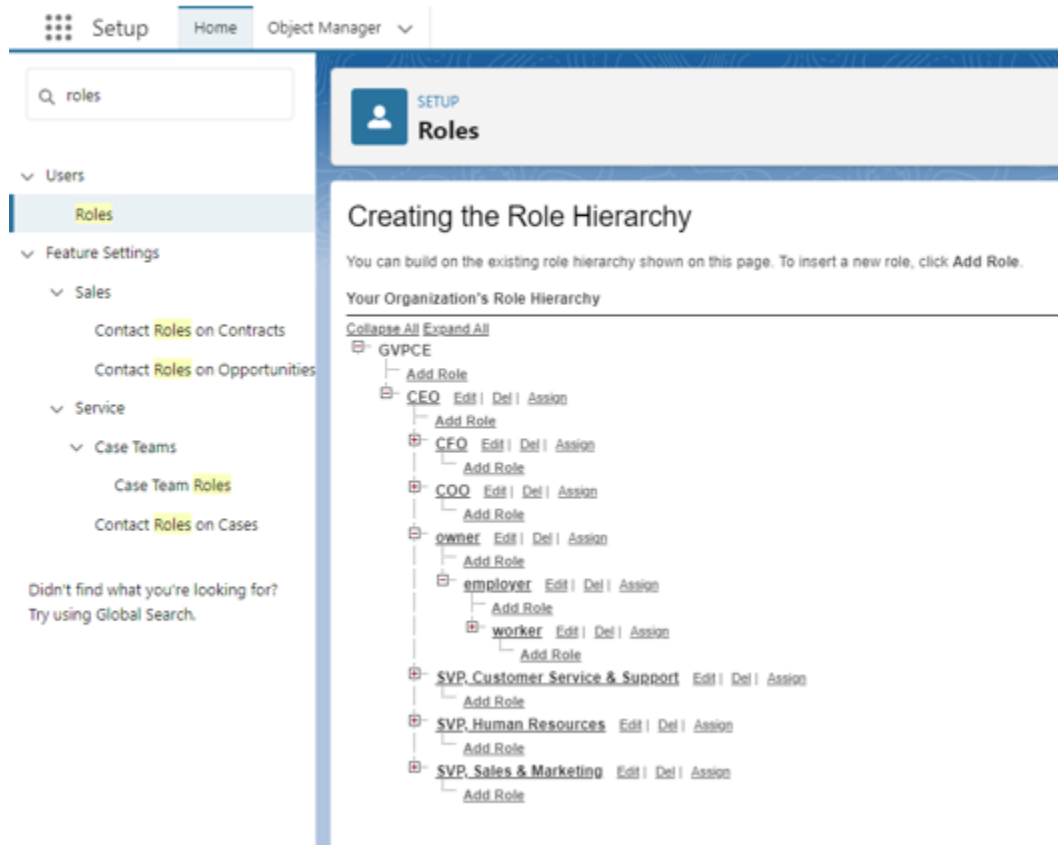 Setup Home Object Manager
roles
SETUP
Roles
Users
Roles
Feature Settings
Sales
Contact Roles on Contracts
Contact Roles on Opportunities
Service
Case Teams
Case Team Roles
Contact Roles on Cases
Didn't find what you're looking for?
Try using Global Search.
Creating the Role Hierarchy
You can build on the existing role hierarchy shown on this page. To insert a new role, click Add Role.
Your Organization's Role Hierarchy
Collapse All Expand All
GVPCE
Add Role
CEO Edit | Del | Assign
Add Role
CFO Edit | Del | Assign
Add Role
COO Edit | Del | Assign
Add Role
owner Edit | Del | Assign
Add Role
employer Edit | Del | Assign
Add Role
worker Edit | Del | Assign
Add Role
SVP, Customer Service & Support Edit | Del | Assign
Add Role
SVP, Human Resources Edit | Del | Assign
Add Role
SVP, Sales & Marketing Edit | Del | Assign
Add Role